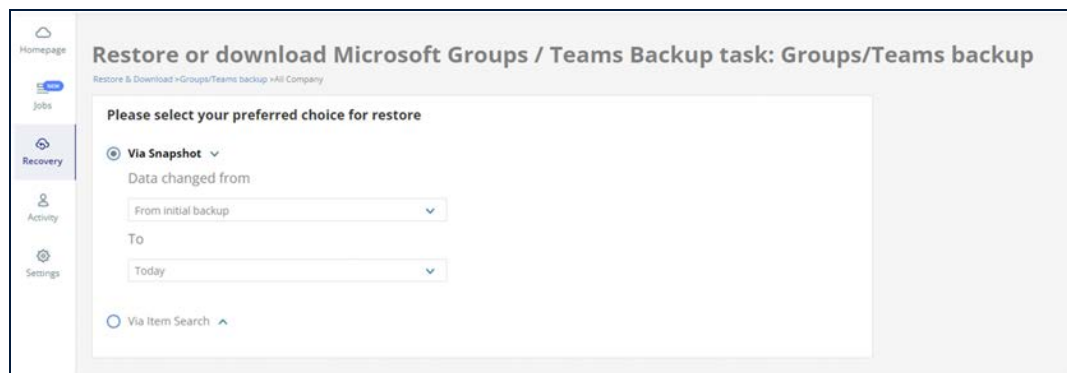 Homepage
Restore or download Microsoft Groups / Teams Backup task: Groups/Teams backup
Restore & Download >Groups/Teams backup >All Company
NEW
Jobs
Please select your preferred choice for restore
Recovery
Via Snapshot
Data changed from
From initial backup
Activity
To
Settings
Today
Via Item Search